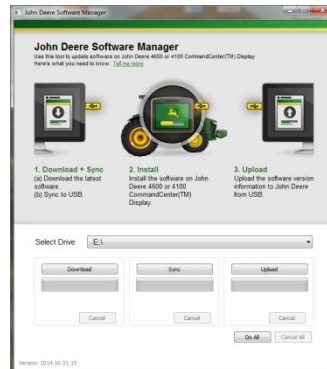 John Deere Software Manager
John Deere Software Manager
Use this tool to update software on John Deere 4600 or 4100 CommandCenter(TM) Display.
Here's what you need to know. Tell me more
1. Download + Sync
(a) Download the latest
software.
(b) Sync to USB.
2. Install
Install the software on John
Deere 4600 or 4100
CommandCenter(TM)
Display.
3. Upload
Upload the software version
information to John Deere
from USB.
Select Drive
E:\
Download
Sync
Upload
Cancel
Cancel
Cancel
Do All
Cancel All
Version: 2014.10.31.15